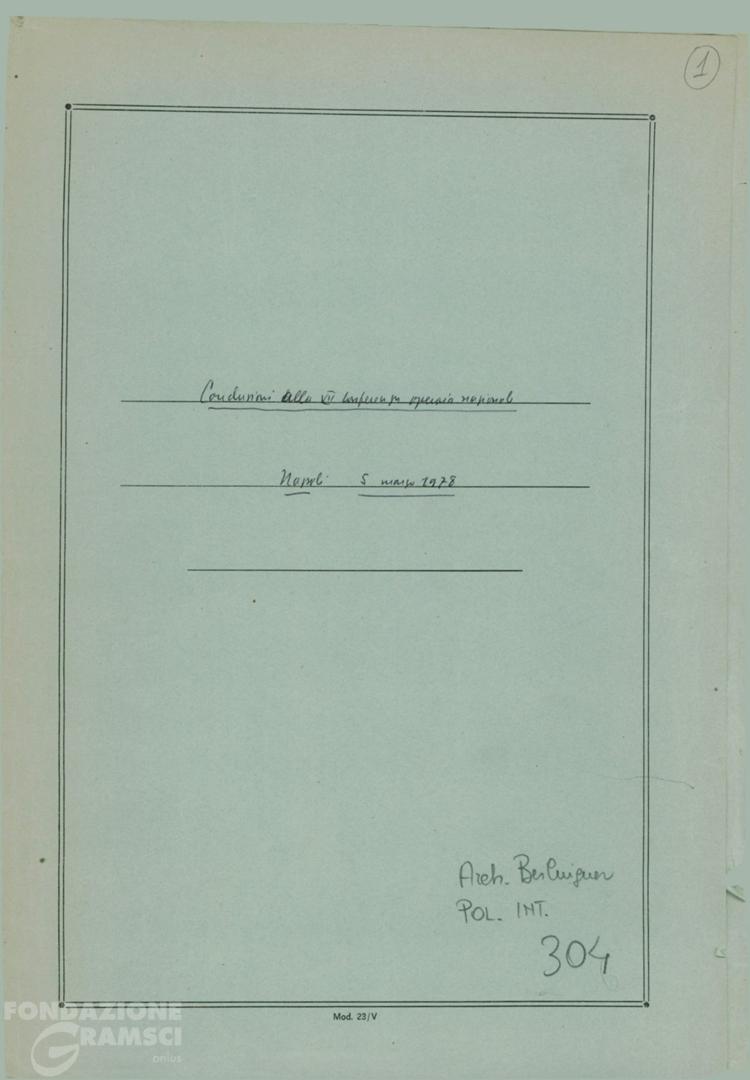 1
Conclusioni alla VII Conferenza operaia nazionale
Napoli 5 marzo 1978
Arch. Berlinguer
POL. INT.
304
Mod. 23/V
FONDAZIONE
GRAMSCI
onlus